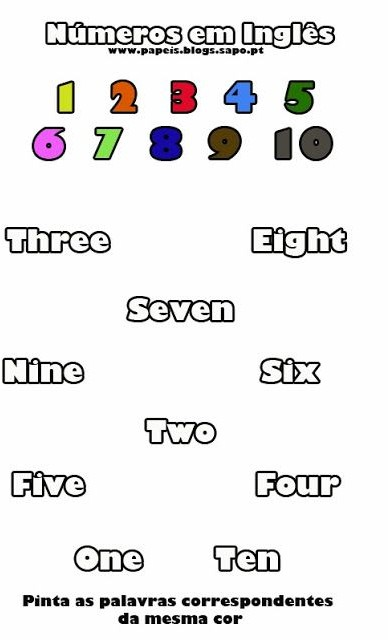 Números em Inglês
www.papeis.blogs.sapo.pt
1 2 3 4 5
6 7 8 9 10
Three Eight
Seven
Nine Six
Two
Five Four
One Ten
Pinta as palavras correspondentes
da mesma cor